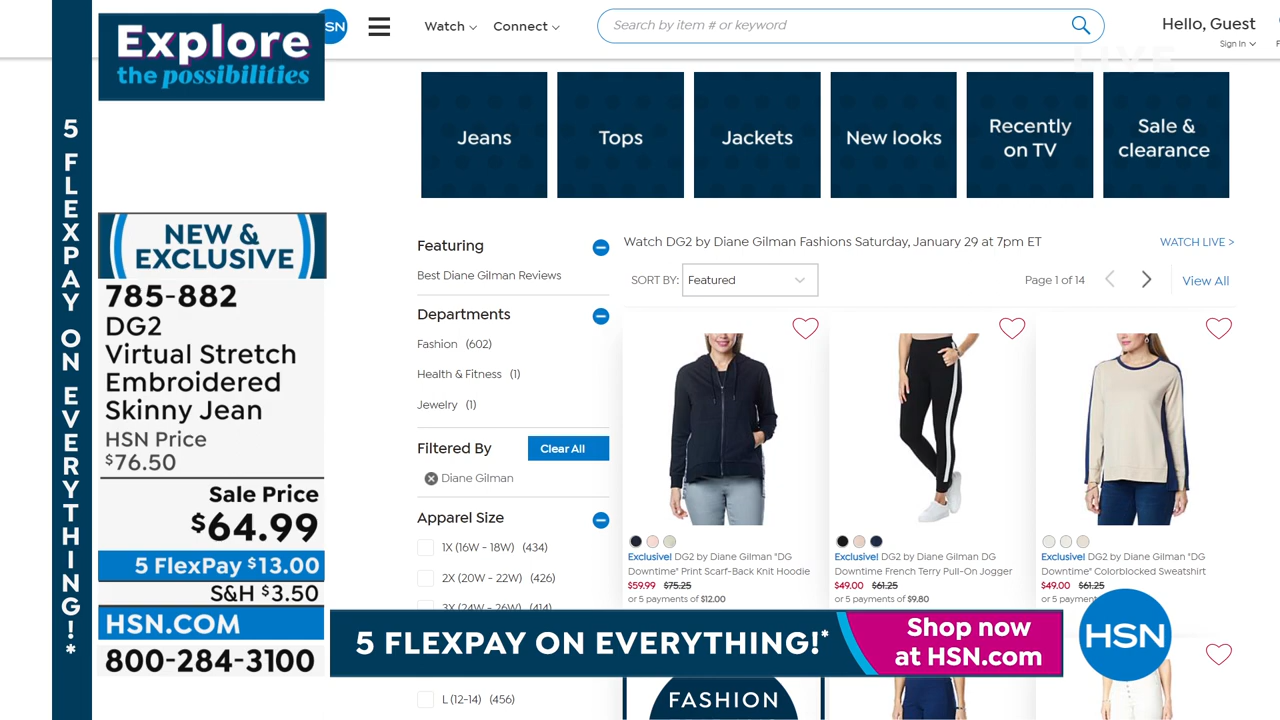 Explore
the possibilities
HSN
Watch
Connect
Search by item # or keyword
Hello, Guest
Sign In
LIVE
5 FLEXPAY ON EVERYTHING!*
Jeans
Tops
Jackets
New looks
Recently
on TV
Sale &
clearance
NEW &
EXCLUSIVE
785-882
DG2
Virtual Stretch
Embroidered
Skinny Jean
HSN Price
$76.50
Sale Price
$64.99
5 FlexPay $13.00
S&H $3.50
HSN.COM
800-284-3100
Featuring
Best Diane Gilman Reviews
Departments
Fashion (602)
Health & Fitness (1)
Jewelry (1)
Filtered By
Clear All
Diane Gilman
Apparel Size
1X (16W - 18W) (434)
2X (20W - 22W) (426)
3X (24W - 26W) (414)
L (12-14) (456)
Watch DG2 by Diane Gilman Fashions Saturday, January 29 at 7pm ET
WATCH LIVE >
SORT BY:
Featured
Page 1 of 14
View All
Exclusive! DG2 by Diane Gilman "DG
Downtime" Print Scarf-Back Knit Hoodie
$59.99 $75.25
or 5 payments of $12.00
Exclusive! DG2 by Diane Gilman DG
Downtime French Terry Pull-On Jogger
$49.00 $61.25
or 5 payments of $9.80
Exclusive! DG2 by Diane Gilman "DG
Downtime" Colorblocked Sweatshirt
$49.00 $61.25
or 5 payments
5 FLEXPAY ON EVERYTHING!*
Shop now
at HSN.com
HSN
FASHION